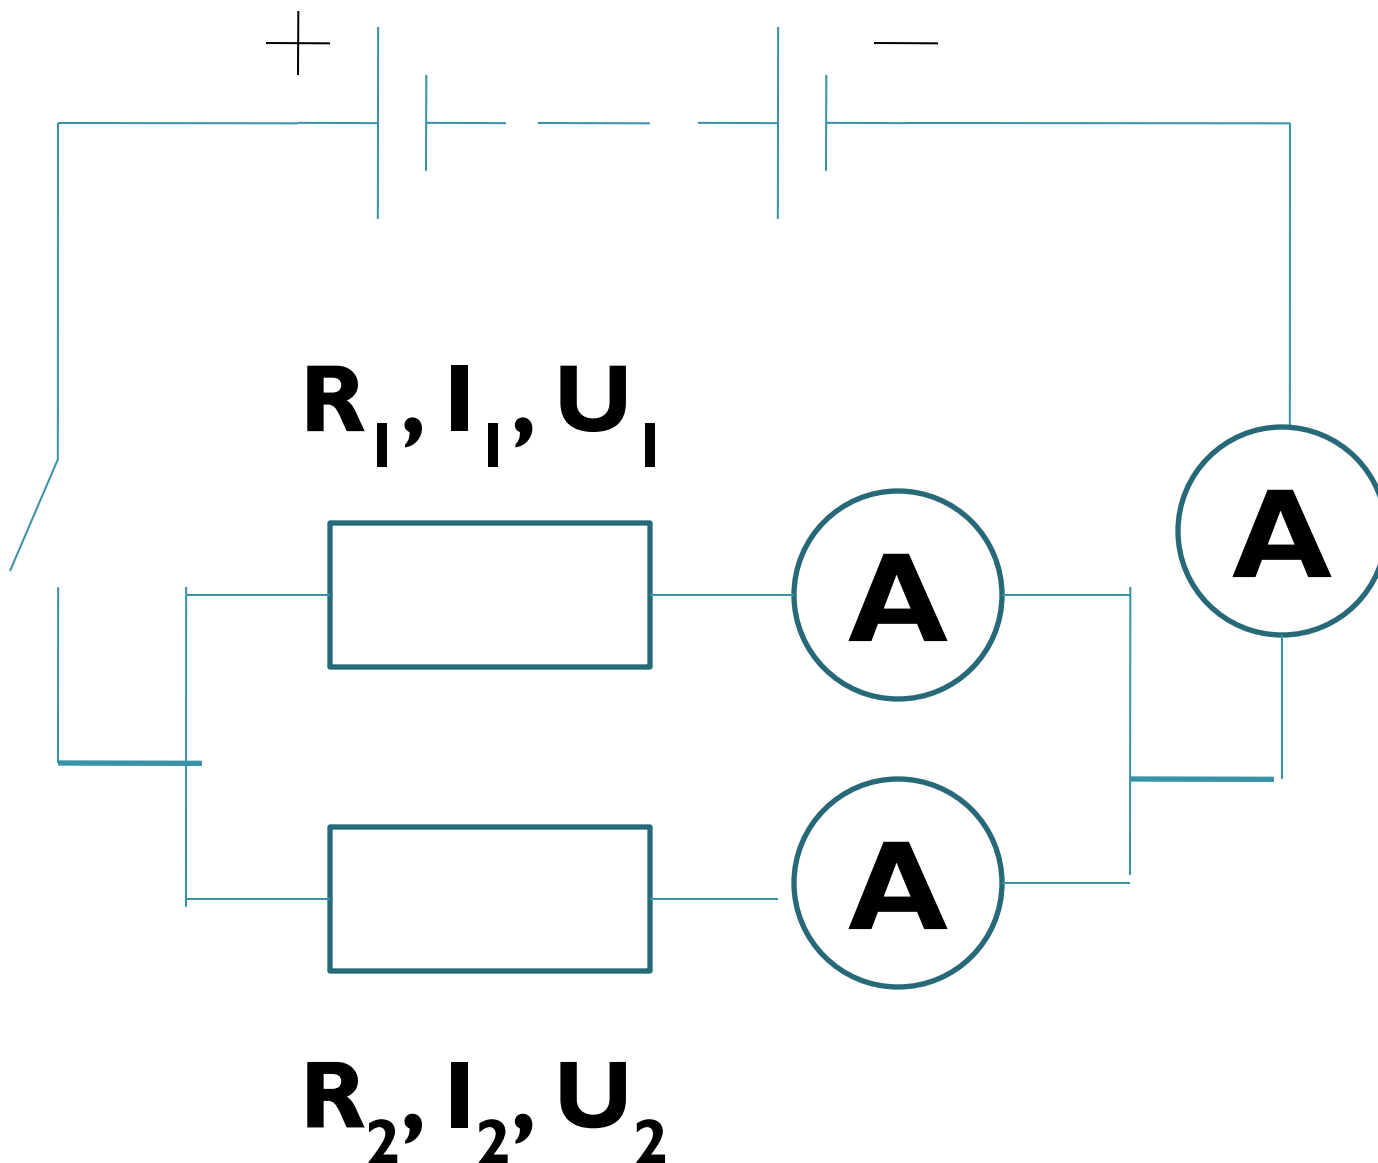 + −
R₁, I₁, U₁
A
A
A
R₂, I₂, U₂